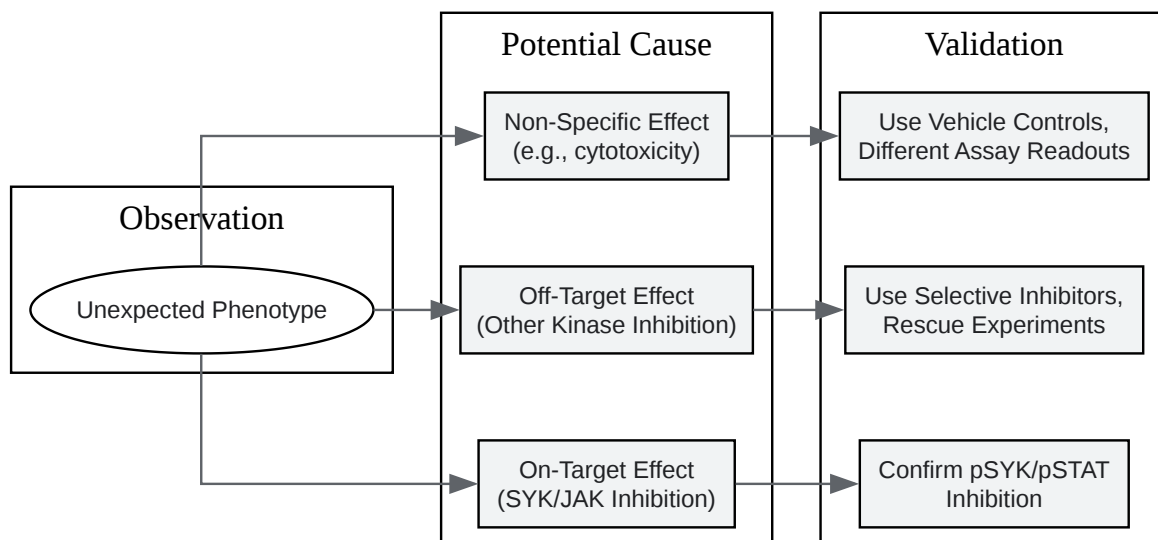 Observation
Unexpected Phenotype
Potential Cause
Non-Specific Effect
(e.g., cytotoxicity)
Off-Target Effect
(Other Kinase Inhibition)
On-Target Effect
(SYK/JAK Inhibition)
Validation
Use Vehicle Controls,
Different Assay Readouts
Use Selective Inhibitors,
Rescue Experiments
Confirm pSYK/pSTAT
Inhibition